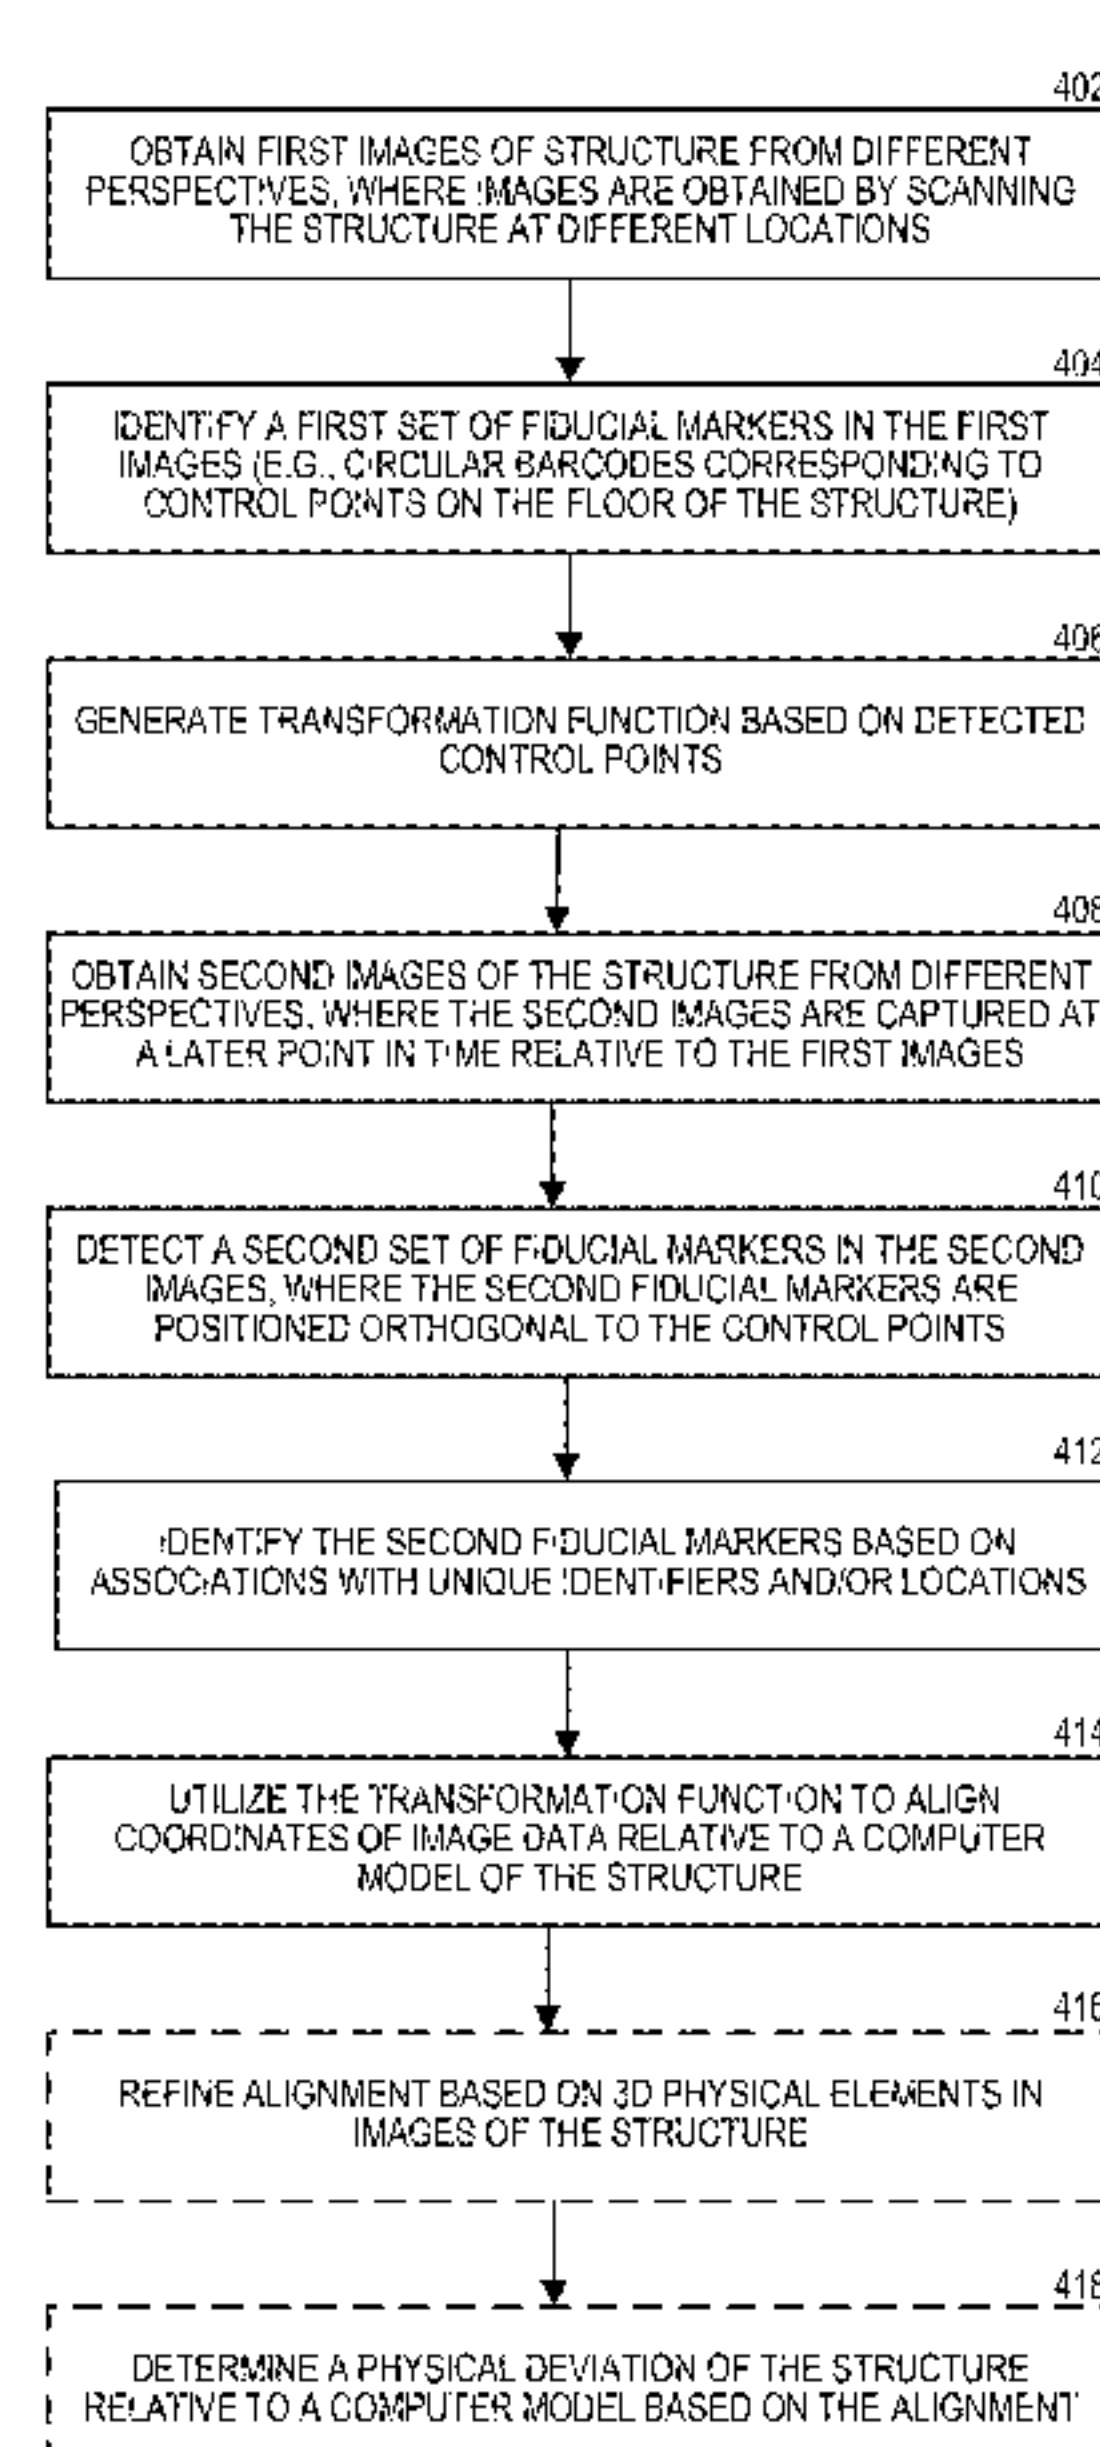 402
OBTAIN FIRST IMAGES OF STRUCTURE FROM DIFFERENT
PERSPECTIVES, WHERE IMAGES ARE OBTAINED BY SCANNING
THE STRUCTURE AT DIFFERENT LOCATIONS
404
IDENTIFY A FIRST SET OF FIDUCIAL MARKERS IN THE FIRST
IMAGES (E.G., CIRCULAR BARCODES CORRESPONDING TO
CONTROL POINTS ON THE FLOOR OF THE STRUCTURE)
406
GENERATE TRANSFORMATION FUNCTION BASED ON DETECTED
CONTROL POINTS
408
OBTAIN SECOND IMAGES OF THE STRUCTURE FROM DIFFERENT
PERSPECTIVES, WHERE THE SECOND IMAGES ARE CAPTURED AT
A LATER POINT IN TIME RELATIVE TO THE FIRST IMAGES
410
DETECT A SECOND SET OF FIDUCIAL MARKERS IN THE SECOND
IMAGES, WHERE THE SECOND FIDUCIAL MARKERS ARE
POSITIONED ORTHOGONAL TO THE CONTROL POINTS
412
IDENTIFY THE SECOND FIDUCIAL MARKERS BASED ON
ASSOCIATIONS WITH UNIQUE IDENTIFIERS AND/OR LOCATIONS
414
UTILIZE THE TRANSFORMATION FUNCTION TO ALIGN
COORDINATES OF IMAGE DATA RELATIVE TO A COMPUTER
MODEL OF THE STRUCTURE
416
REFINE ALIGNMENT BASED ON 3D PHYSICAL ELEMENTS IN
IMAGES OF THE STRUCTURE
418
DETERMINE A PHYSICAL DEVIATION OF THE STRUCTURE
RELATIVE TO A COMPUTER MODEL BASED ON THE ALIGNMENT